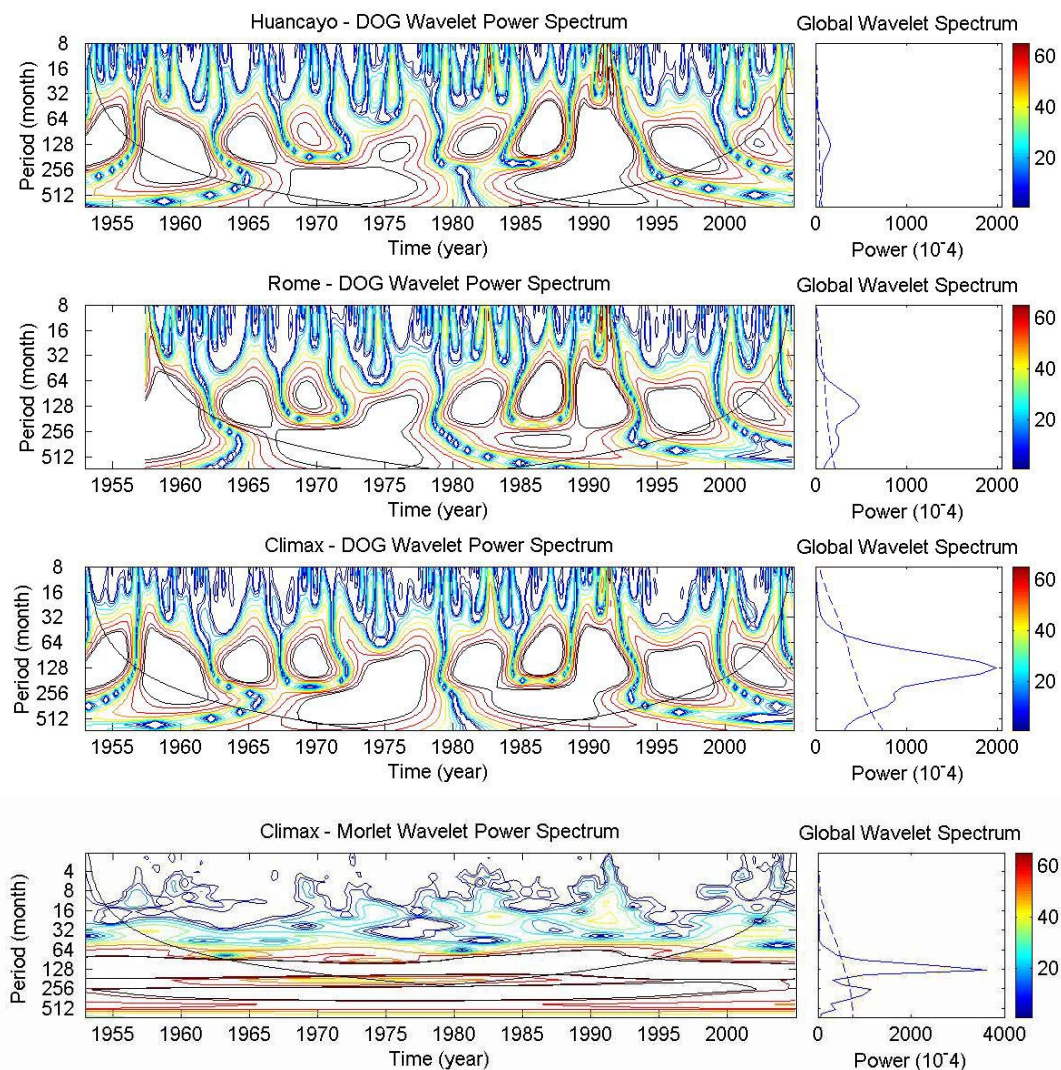 Huancayo - DOG Wavelet Power Spectrum
Global Wavelet Spectrum
Period (month)
8
16
32
64
128
256
512
1955 1960 1965 1970 1975 1980 1985 1990 1995 2000
Time (year)
0 1000 2000
Power (10^-4)
60
40
20
Rome - DOG Wavelet Power Spectrum
Global Wavelet Spectrum
Period (month)
8
16
32
64
128
256
512
1955 1960 1965 1970 1975 1980 1985 1990 1995 2000
Time (year)
0 1000 2000
Power (10^-4)
60
40
20
Climax - DOG Wavelet Power Spectrum
Global Wavelet Spectrum
Period (month)
8
16
32
64
128
256
512
1955 1960 1965 1970 1975 1980 1985 1990 1995 2000
Time (year)
0 1000 2000
Power (10^-4)
60
40
20
Climax - Morlet Wavelet Power Spectrum
Global Wavelet Spectrum
Period (month)
4
8
16
32
64
128
256
512
1955 1960 1965 1970 1975 1980 1985 1990 1995 2000
Time (year)
0 2000 4000
Power (10^-4)
60
40
20